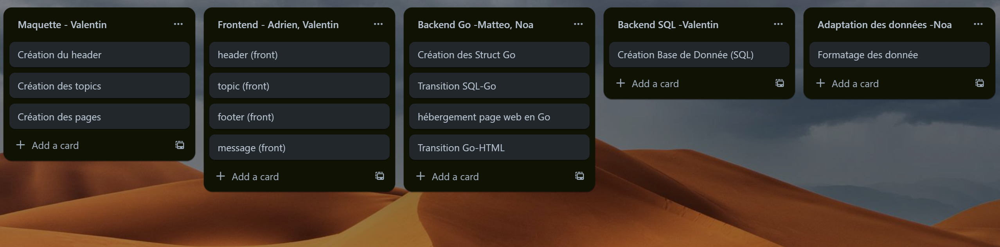 Maquette - Valentin
Création du header
Création des topics
Création des pages
Add a card
Frontend - Adrien, Valentin
header (front)
topic (front)
footer (front)
message (front)
Add a card
Backend Go -Matteo, Noa
Création des Struct Go
Transition SQL-Go
hébergement page web en Go
Transition Go-HTML
Add a card
Backend SQL -Valentin
Création Base de Donnée (SQL)
Add a card
Adaptation des données -Noa
Formatage des donnée
Add a card